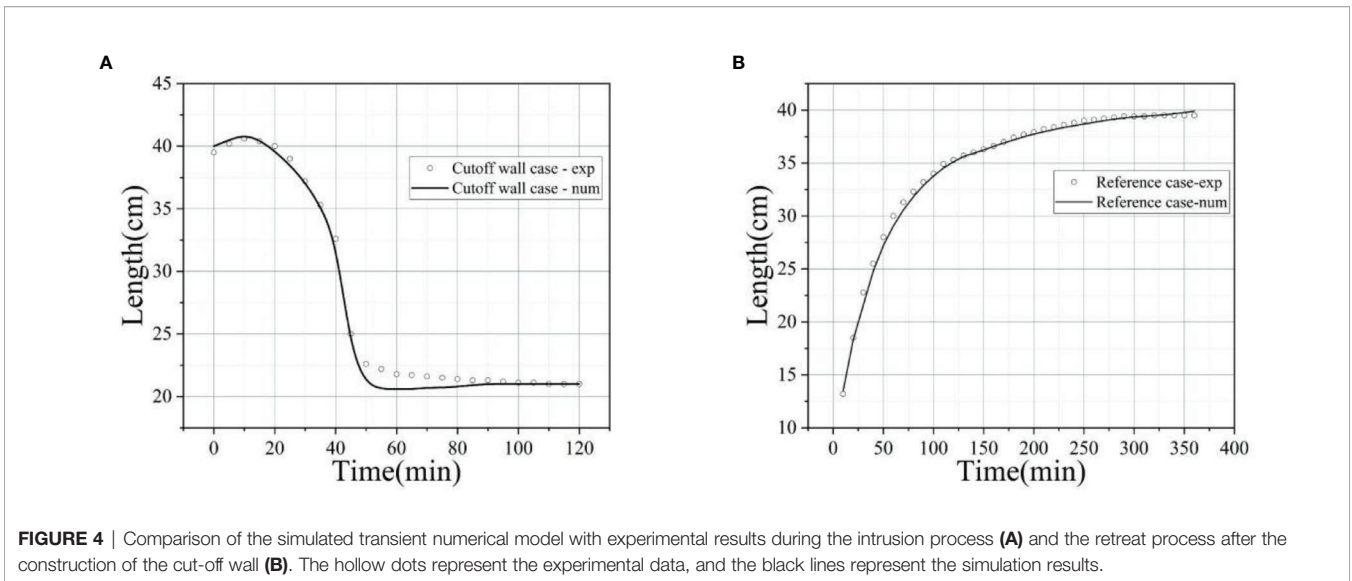 A
45
40
35
30
25
20
Length(cm)
Cutoff wall case - exp
Cutoff wall case - num
0 20 40 60 80 100 120
Time(min)
B
40
35
30
25
20
15
10
Length(cm)
Reference case-exp
Reference case-num
0 50 100 150 200 250 300 350 400
Time(min)
FIGURE 4 | Comparison of the simulated transient numerical model with experimental results during the intrusion process (A) and the retreat process after the
construction of the cut-off wall (B). The hollow dots represent the experimental data, and the black lines represent the simulation results.